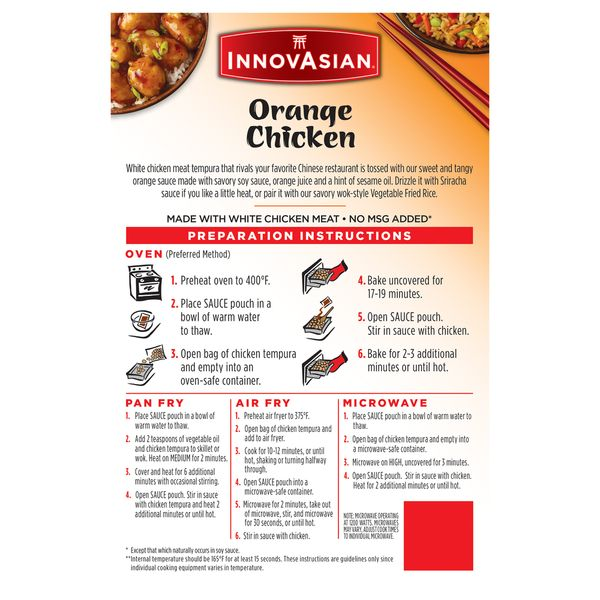 INNOVASIAN®
Orange
Chicken
White chicken meat tempura that rivals your favorite Chinese restaurant is tossed with our sweet and tangy
orange sauce made with savory soy sauce, orange juice and a hint of sesame oil. Drizzle it with Sriracha
sauce if you like a little heat, or pair it with our savory wok-style Vegetable Fried Rice.
MADE WITH WHITE CHICKEN MEAT • NO MSG ADDED*
PREPARATION INSTRUCTIONS
OVEN (Preferred Method)
1. Preheat oven to 400°F.
2. Place SAUCE pouch in a
bowl of warm water
to thaw.
3. Open bag of chicken tempura
and empty into an
oven-safe container.
4. Bake uncovered for
17-19 minutes.
5. Open SAUCE pouch.
Stir in sauce with chicken.
6. Bake for 2-3 additional
minutes or until hot.
PAN FRY
1. Place SAUCE pouch in a bowl of
warm water to thaw.
2. Add 2 teaspoons of vegetable oil
and chicken tempura to skillet or
wok. Heat on MEDIUM for 2 minutes.
3. Cover and heat for 6 additional
minutes with occasional stirring.
4. Open SAUCE pouch. Stir in sauce
with chicken tempura and heat 2
additional minutes or until hot.
AIR FRY
1. Preheat air fryer to 375°F.
2. Open bag of chicken tempura and
add to air fryer.
3. Cook for 10-12 minutes, or until
hot, shaking or turning halfway
through.
4. Open SAUCE pouch into a
microwave-safe container.
5. Microwave for 2 minutes, take out
of microwave, stir, and microwave
for 30 seconds, or until hot.
6. Stir in sauce with chicken.
MICROWAVE
1. Place SAUCE pouch in a bowl of warm water to
thaw.
2. Open bag of chicken tempura and empty into
a microwave-safe container.
3. Microwave on HIGH, uncovered for 3 minutes.
4. Open SAUCE pouch. Stir in sauce with chicken.
Heat for 2 additional minutes or until hot.
NOTE: MICROWAVE OPERATING
AT 1200 WATTS. MICROWAVES
MAY VARY. ADJUST COOK TIMES
TO INDIVIDUAL MICROWAVE.
* Except that which naturally occurs in soy sauce.
**Internal temperature should be 165°F for at least 15 seconds. These instructions are guidelines only since
individual cooking equipment varies in temperature.